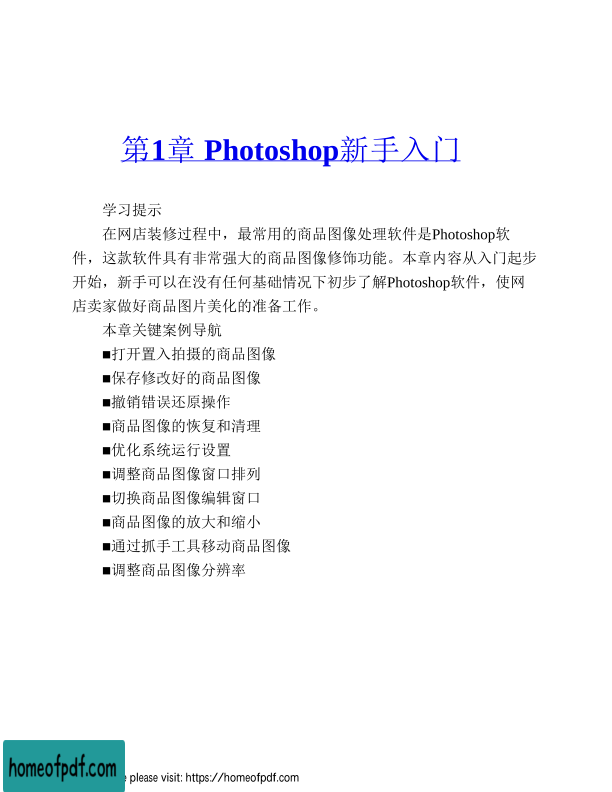 第1章 Photoshop新手入门
学习提示
在网店装修过程中，最常用的商品图像处理软件是Photoshop软
件，这款软件具有非常强大的商品图像修饰功能。本章内容从入门起步
开始，新手可以在没有任何基础情况下初步了解Photoshop软件，使网
店卖家做好商品图片美化的准备工作。
本章关键案例导航
■打开置入拍摄的商品图像
■保存修改好的商品图像
■撤销错误还原操作
■商品图像的恢复和清理
■优化系统运行设置
■调整商品图像窗口排列
■切换商品图像编辑窗口
■商品图像的放大和缩小
■通过抓手工具移动商品图像
■调整商品图像分辨率
homeofpdf.com
please visit: https://homeofpdf.com